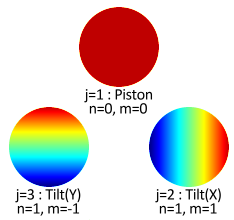 j=1 : Piston
n=0, m=0
j=3 : Tilt(Y)
n=1, m=-1
j=2 : Tilt(X)
n=1, m=1